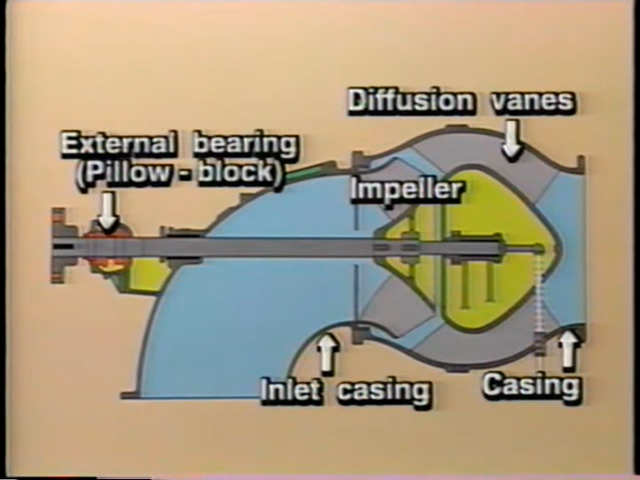 Diffusion vanes
External bearing
(Pillow - block)
Impeller
Inlet casing
Casing